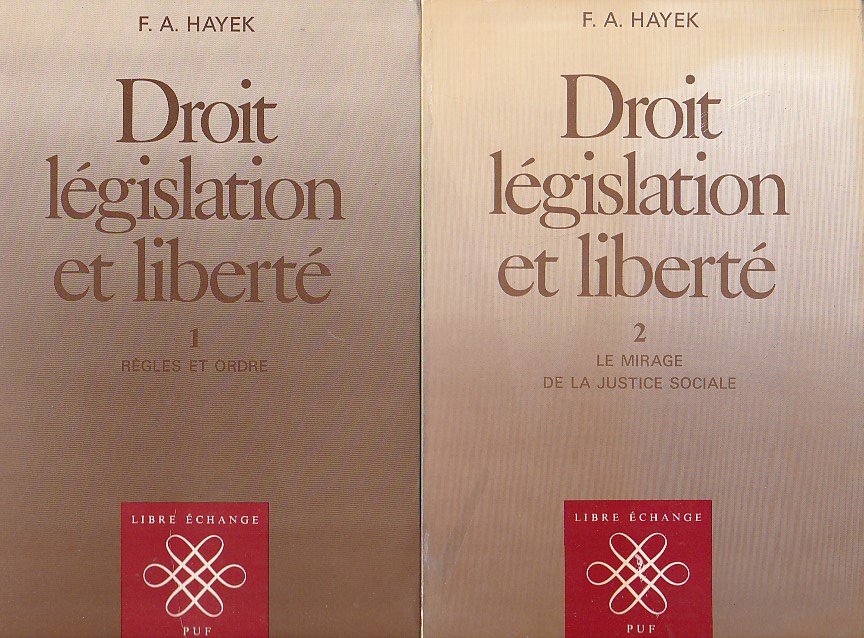 F. A. HAYEK
Droit
législation
et liberté
1
RÈGLES ET ORDRE
LIBRE ÉCHANGE
PUF
F. A. HAYEK
Droit
législation
et liberté
2
LE MIRAGE
DE LA JUSTICE SOCIALE
LIBRE ÉCHANGE
PUF